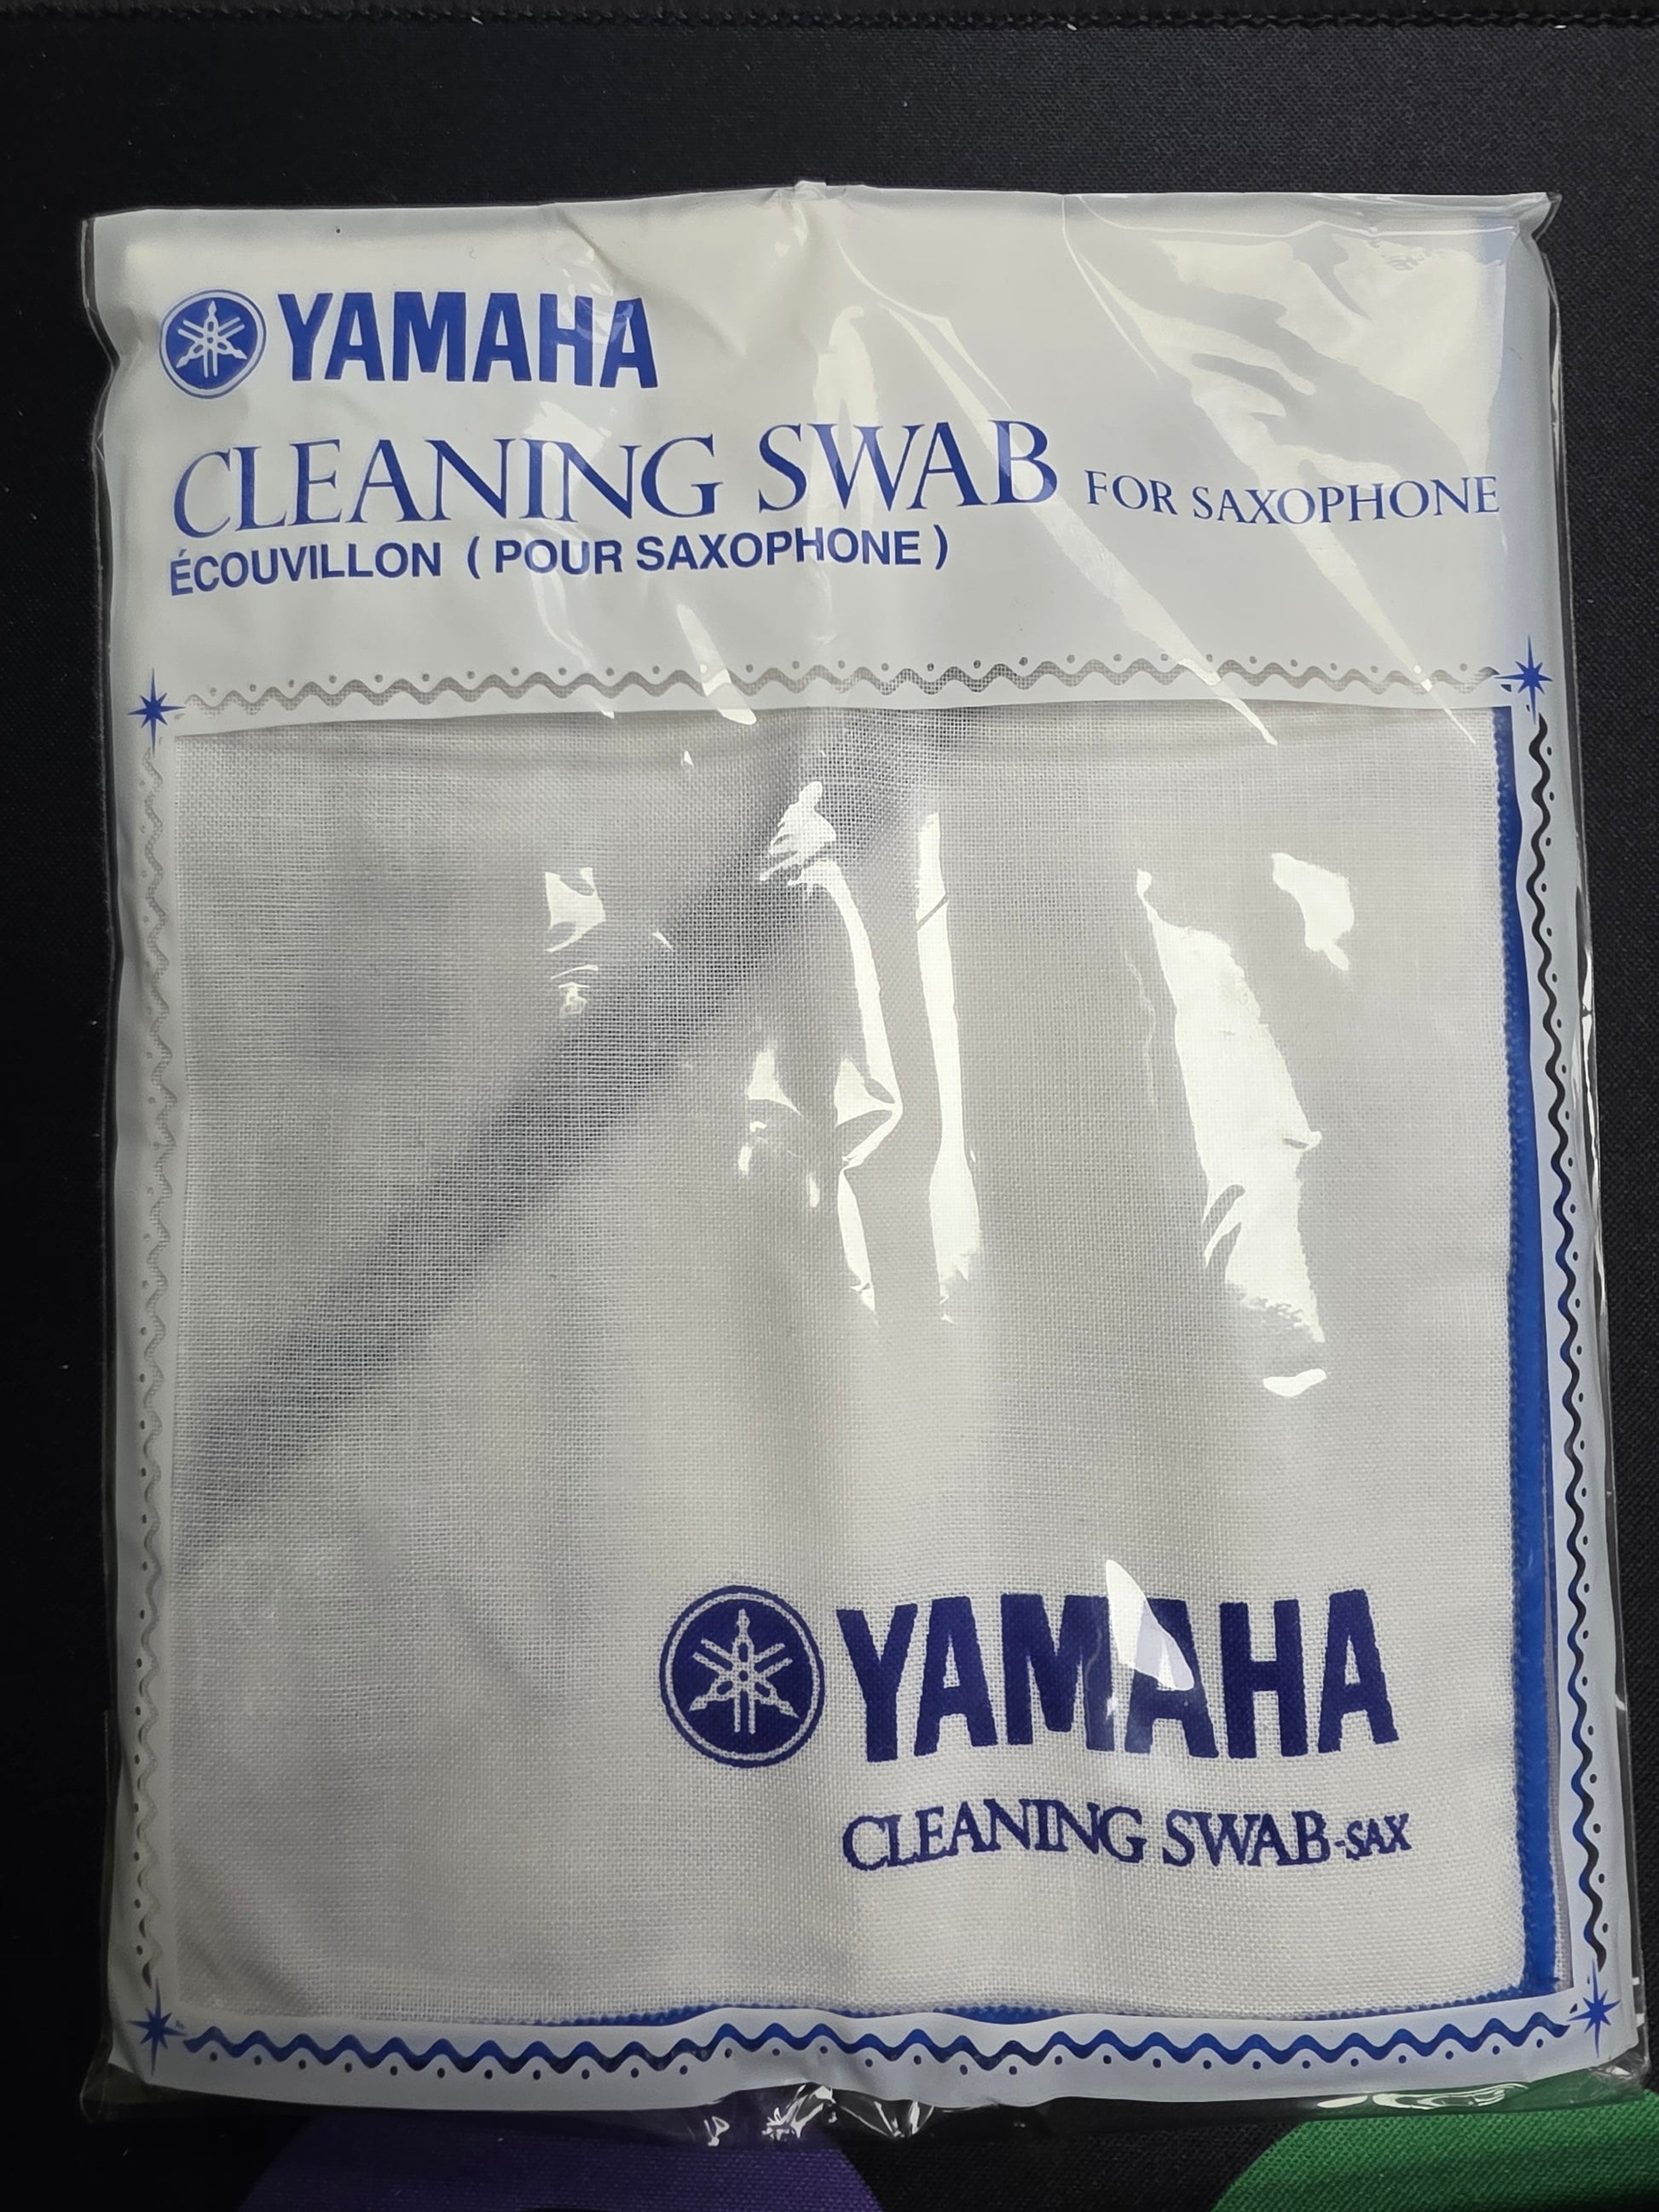 YAMAHA
CLEANING SWAB FOR SAXOPHONE
ÉCOUVILLON (POUR SAXOPHONE)
YAMAHA
CLEANING SWAB-SAX